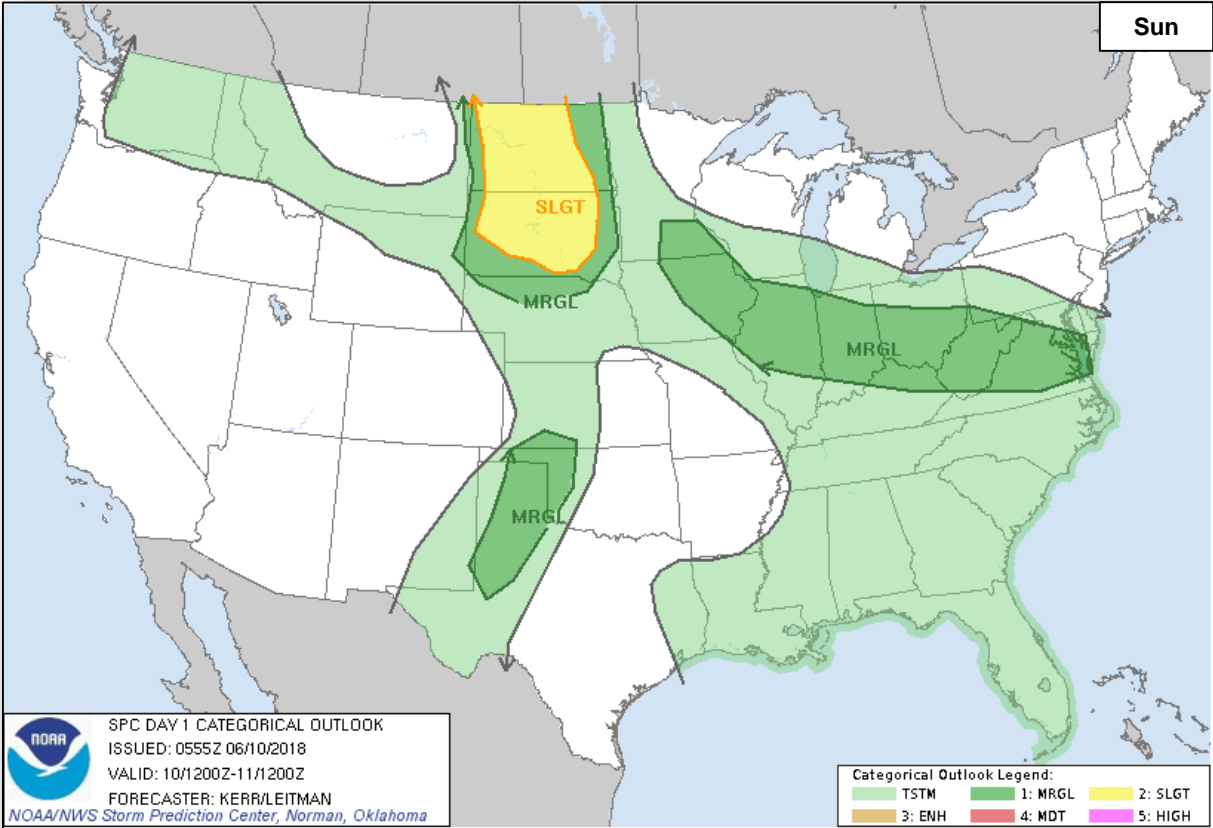 Sun
SLGT
MRGL
MRGL
MRGL
NOAA
SPC DAY 1 CATEGORICAL OUTLOOK
ISSUED: 0555Z 06/10/2018
VALID: 10/1200Z-11/1200Z
FORECASTER: KERR/LEITMAN
NOAA/NWS Storm Prediction Center, Norman, Oklahoma
Categorical Outlook Legend:
TSTM 1: MRGL 2: SLGT
3: ENH 4: MDT 5: HIGH